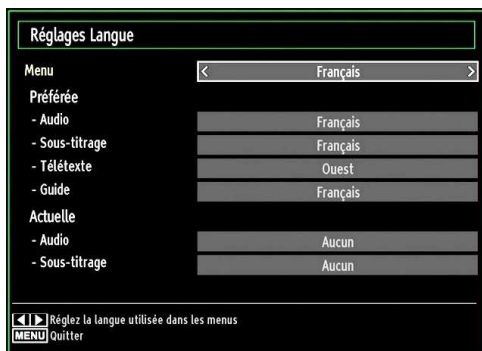 Réglages Langue
Menu < Français >
Préférée
- Audio Français
- Sous-titrage Français
- Télétexte Ouest
- Guide Français
Actuelle
- Audio Aucun
- Sous-titrage Aucun
Réglez la langue utilisée dans les menus
MENU Quitter